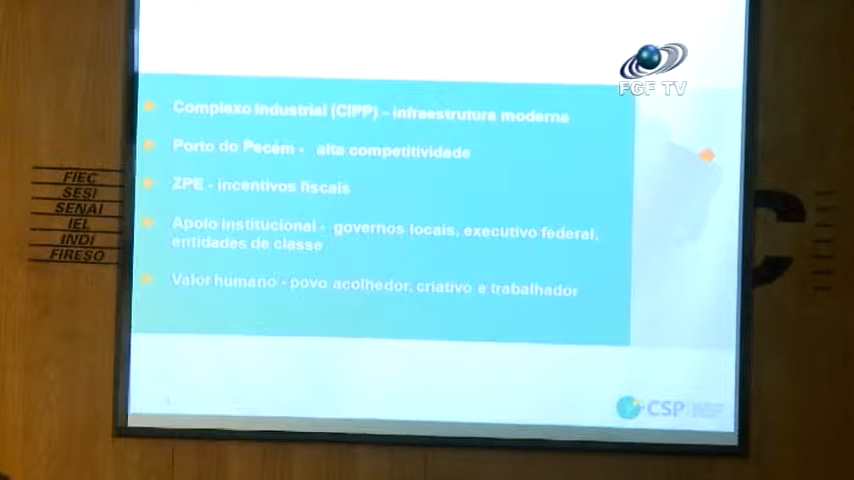 FGF TV
Complexo Industrial (CIPP) - infraestrutura moderna
Porto do Pecém - alta competitividade
ZPE - incentivos fiscais
Apoio institucional - governos locais, executivo federal,
entidades de classe
Valor humano - povo acolhedor, criativo e trabalhador
FIEC
SESI
SENAI
IEL
INDI
FIRESO
CSP